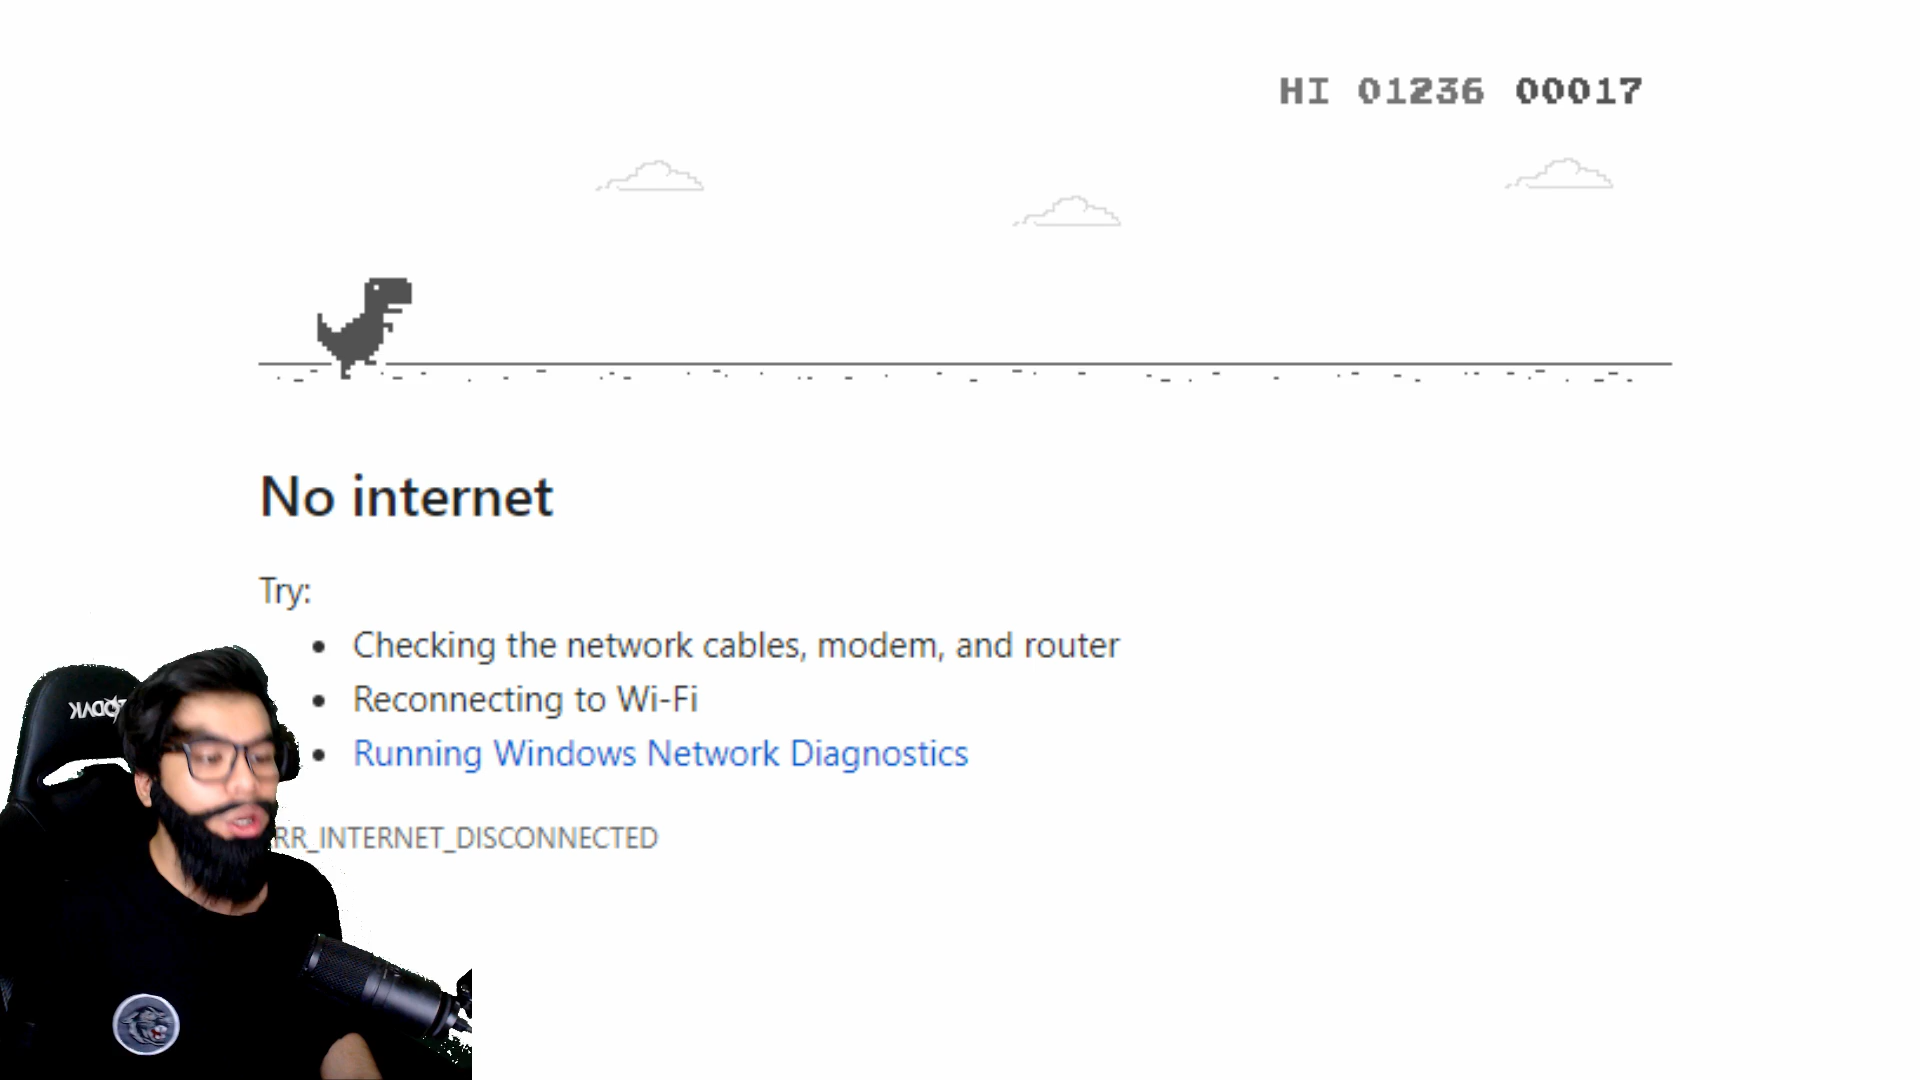 HI 01236 00017
No internet
Try:
Checking the network cables, modem, and router
Reconnecting to Wi-Fi
Running Windows Network Diagnostics
RR_INTERNET_DISCONNECTED